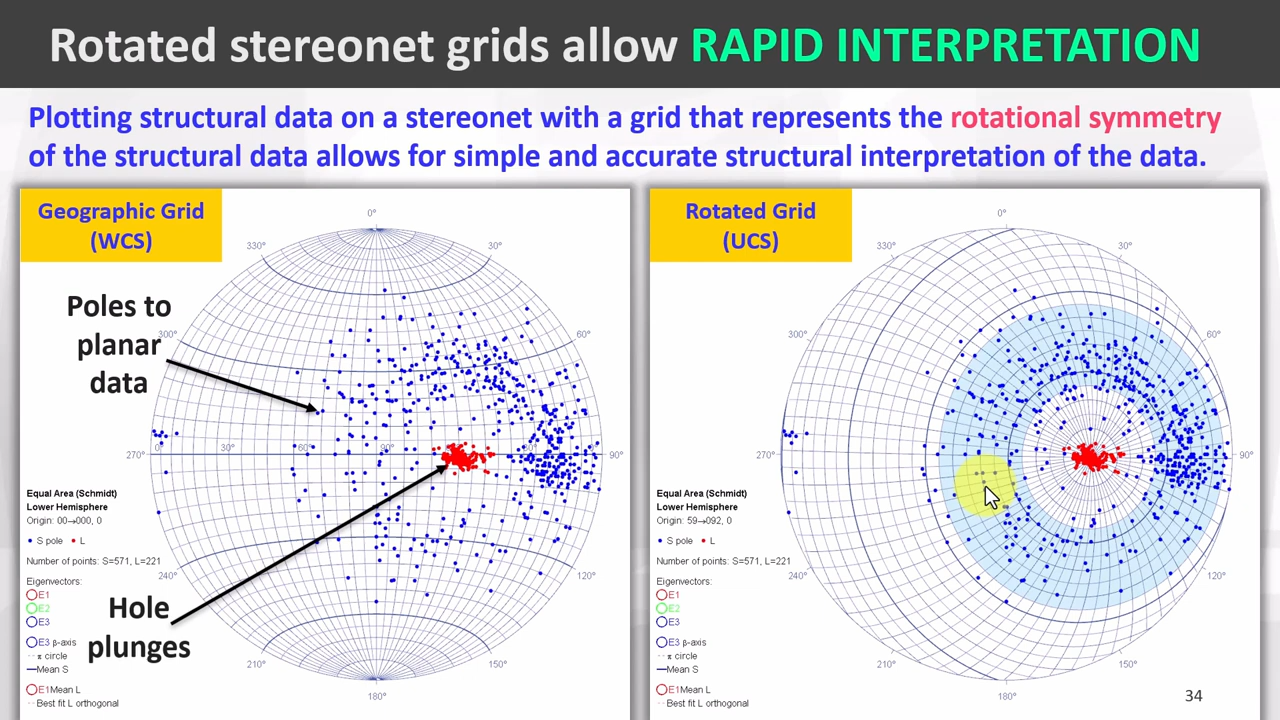 Rotated stereonet grids allow RAPID INTERPRETATION
Plotting structural data on a stereonet with a grid that represents the rotational symmetry
of the structural data allows for simple and accurate structural interpretation of the data.
Geographic Grid
(WCS)
0°
30°
60°
90°
120°
150°
180°
210°
240°
270°
300°
330°
0°
30°
60°
90°
Poles to
planar
data
Hole
plunges
Equal Area (Schmidt)
Lower Hemisphere
Origin: 00→000, 0
S pole L
Number of points: S=571, L=221
Eigenvectors:
E1
E2
E3
E3 β-axis
π circle
Mean S
E1Mean L
Best fit L orthogonal
Rotated Grid
(UCS)
0°
30°
60°
90°
120°
150°
180°
210°
240°
270°
300°
330°
Equal Area (Schmidt)
Lower Hemisphere
Origin: 59→092, 0
S pole L
Number of points: S=571, L=221
Eigenvectors:
E1
E2
E3
E3 β-axis
π circle
Mean S
E1Mean L
Best fit L orthogonal
34